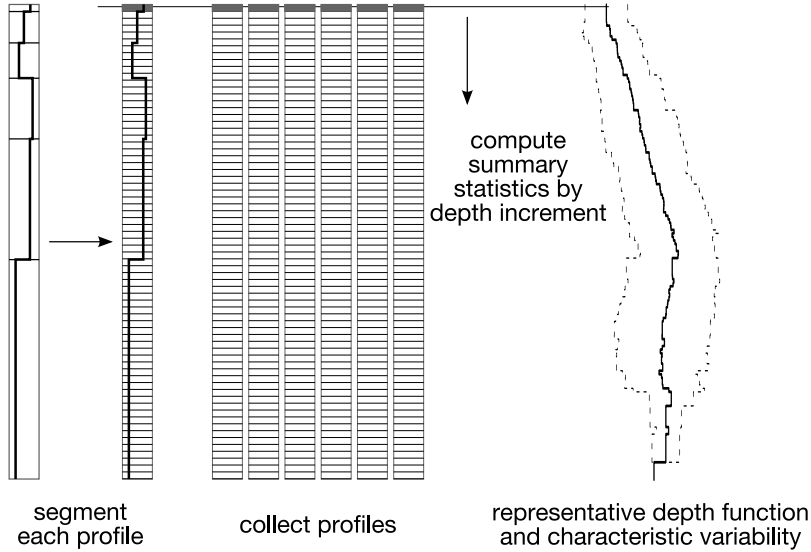 compute
summary
statistics by
depth increment
segment
each profile
collect profiles
representative depth function
and characteristic variability